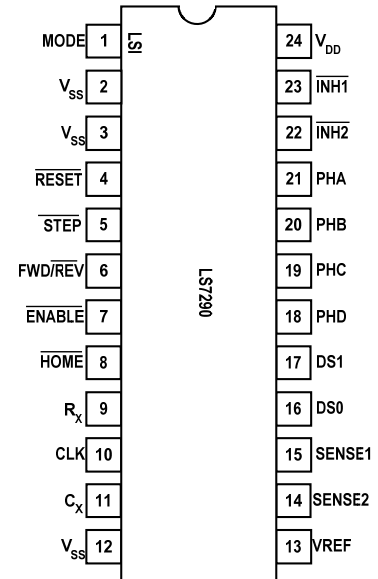 MODE 1 LSI 24 VDD
VSS 2 23 INH1
VSS 3 22 INH2
RESET 4 21 PHA
STEP 5 20 PHB
FWD/REV 6 19 PHC
LS7290
ENABLE 7 18 PHD
HOME 8 17 DS1
RX 9 16 DS0
CLK 10 15 SENSE1
CX 11 14 SENSE2
VSS 12 13 VREF